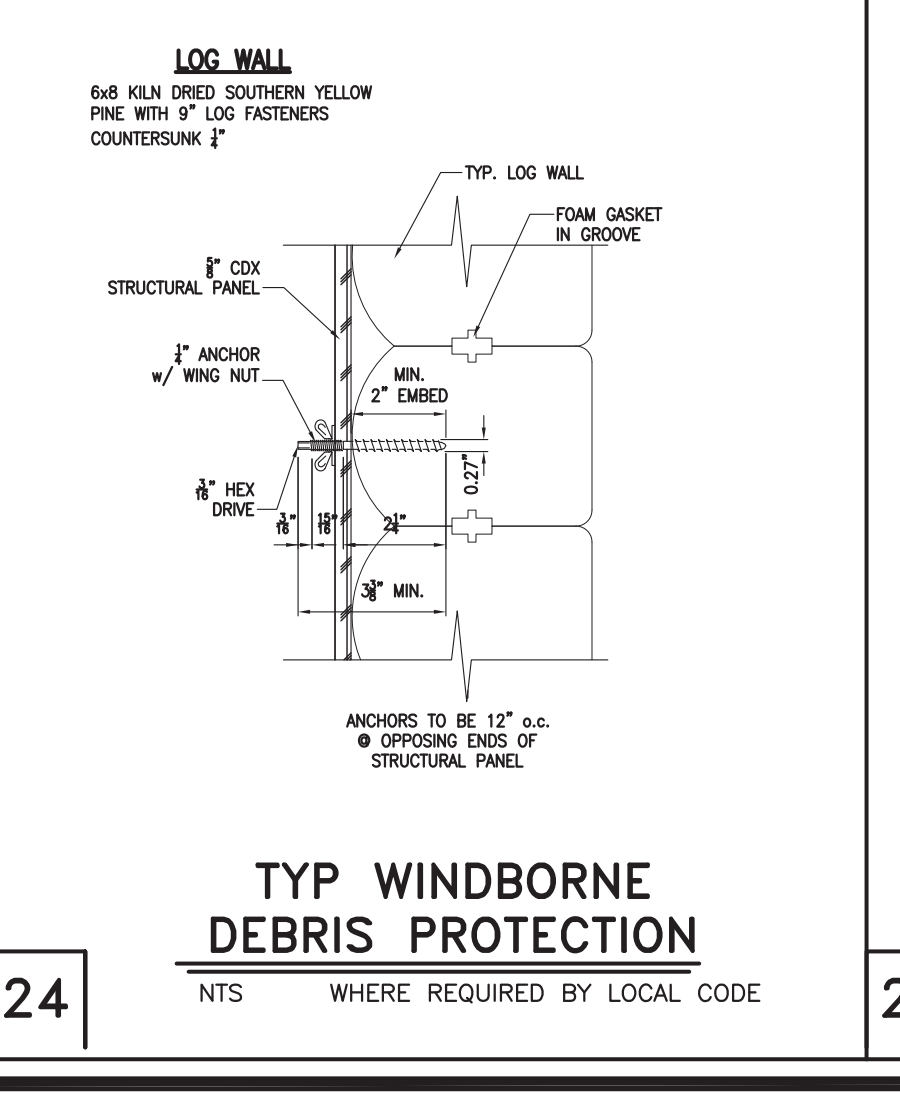 LOG WALL
6x8 KILN DRIED SOUTHERN YELLOW
PINE WITH 9" LOG FASTENERS
COUNTERSUNK 1/4"
TYP. LOG WALL
FOAM GASKET
IN GROOVE
5/8" CDX
STRUCTURAL PANEL
1/4" ANCHOR
w/ WING NUT
MIN.
2" EMBED
0.27"
3/16" HEX
DRIVE
3/16" 15/16" 2 1/4"
3 3/8" MIN.
ANCHORS TO BE 12" o.c.
@ OPPOSING ENDS OF
STRUCTURAL PANEL
TYP WINDBORNE
DEBRIS PROTECTION
24
NTS WHERE REQUIRED BY LOCAL CODE